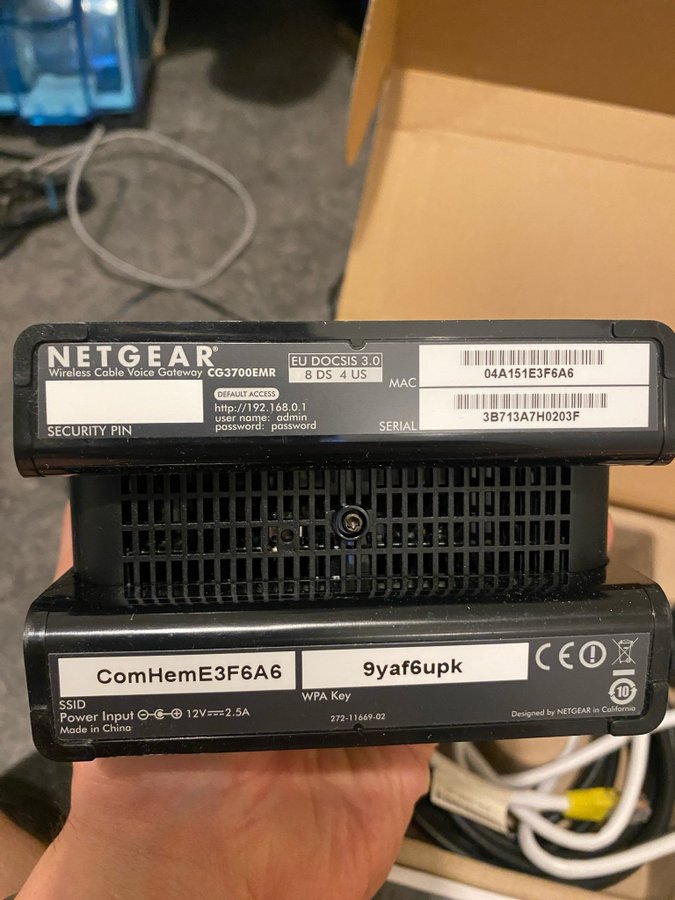 NETGEAR®
Wireless Cable Voice Gateway CG3700EMR
EU DOCSIS 3.0
8 DS 4 US
DEFAULT ACCESS
http://192.168.0.1
user name: admin
password: password
SECURITY PIN
MAC
04A151E3F6A6
SERIAL
3B713A7H0203F
ComHemE3F6A6
SSID
9yaf6upk
WPA Key
CE
10
Power Input 12V 2.5A
Made in China
272-11669-02
Designed by NETGEAR in California